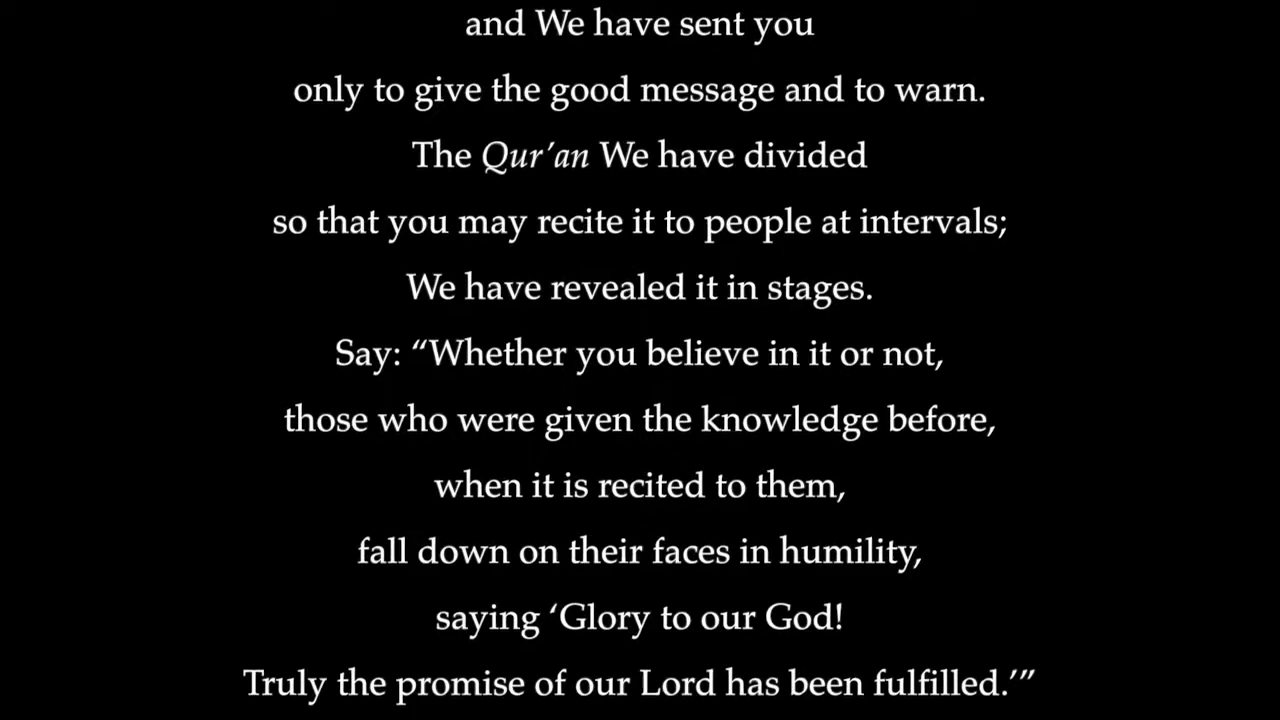 and We have sent you
only to give the good message and to warn.
The Qur’an We have divided
so that you may recite it to people at intervals;
We have revealed it in stages.
Say: “Whether you believe in it or not,
those who were given the knowledge before,
when it is recited to them,
fall down on their faces in humility,
saying ‘Glory to our God!
Truly the promise of our Lord has been fulfilled.’”